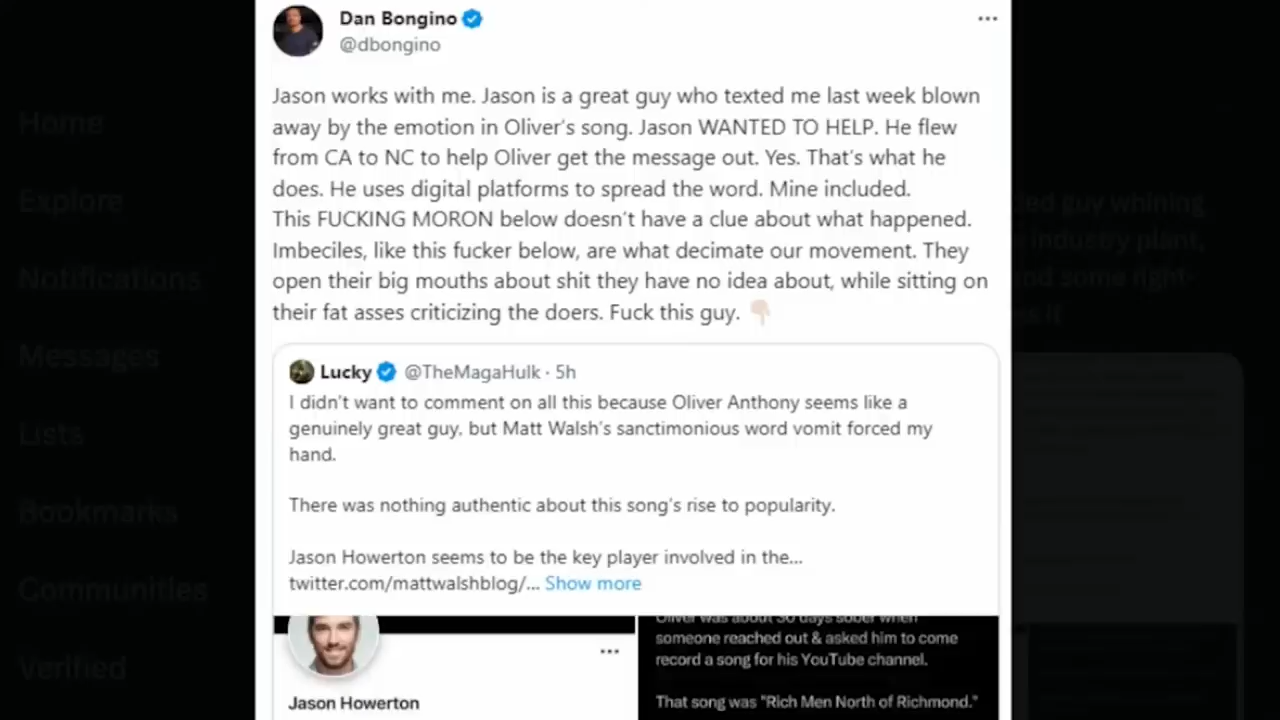 Dan Bongino
@dbongino
Jason works with me. Jason is a great guy who texted me last week blown
away by the emotion in Oliver's song. Jason WANTED TO HELP. He flew
from CA to NC to help Oliver get the message out. Yes. That's what he
does. He uses digital platforms to spread the word. Mine included.
This FUCKING MORON below doesn't have a clue about what happened.
Imbeciles, like this fucker below, are what decimate our movement. They
open their big mouths about shit they have no idea about, while sitting on
their fat asses criticizing the doers. Fuck this guy.
Lucky @TheMagaHulk · 5h
I didn't want to comment on all this because Oliver Anthony seems like a
genuinely great guy, but Matt Walsh's sanctimonious word vomit forced my
hand.
There was nothing authentic about this song's rise to popularity.
Jason Howerton seems to be the key player involved in the...
twitter.com/mattwalshblog/... Show more
Jason Howerton
Oliver was about 30 days sober when
someone reached out & asked him to come
record a song for his YouTube channel.
That song was "Rich Men North of Richmond."
Home
Explore
Notifications
Messages
Lists
Bookmarks
Communities
Verified
guy whining
industry plant,
some right-